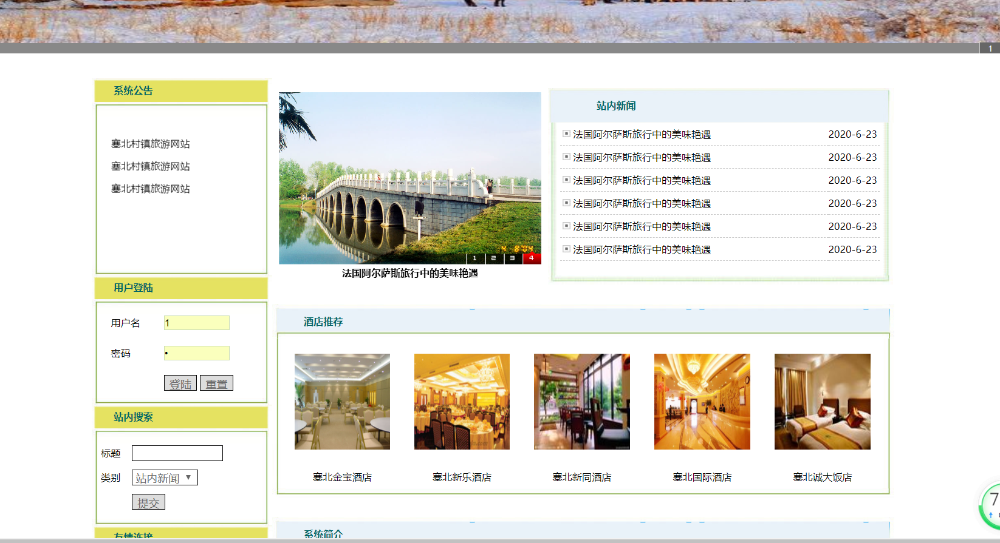 1
系统公告
塞北村镇旅游网站
塞北村镇旅游网站
塞北村镇旅游网站
用户登陆
用户名 1
密码 •
登陆 重置
站内搜索
标题
类别 站内新闻 ▼
提交
友情连接
4 8'04
1 2 3 4
法国阿尔萨斯旅行中的美味艳遇
站内新闻
法国阿尔萨斯旅行中的美味艳遇 2020-6-23
法国阿尔萨斯旅行中的美味艳遇 2020-6-23
法国阿尔萨斯旅行中的美味艳遇 2020-6-23
法国阿尔萨斯旅行中的美味艳遇 2020-6-23
法国阿尔萨斯旅行中的美味艳遇 2020-6-23
法国阿尔萨斯旅行中的美味艳遇 2020-6-23
酒店推荐
塞北金宝酒店 塞北新乐酒店 塞北新同酒店 塞北国际酒店 塞北诚大饭店
系统简介
7